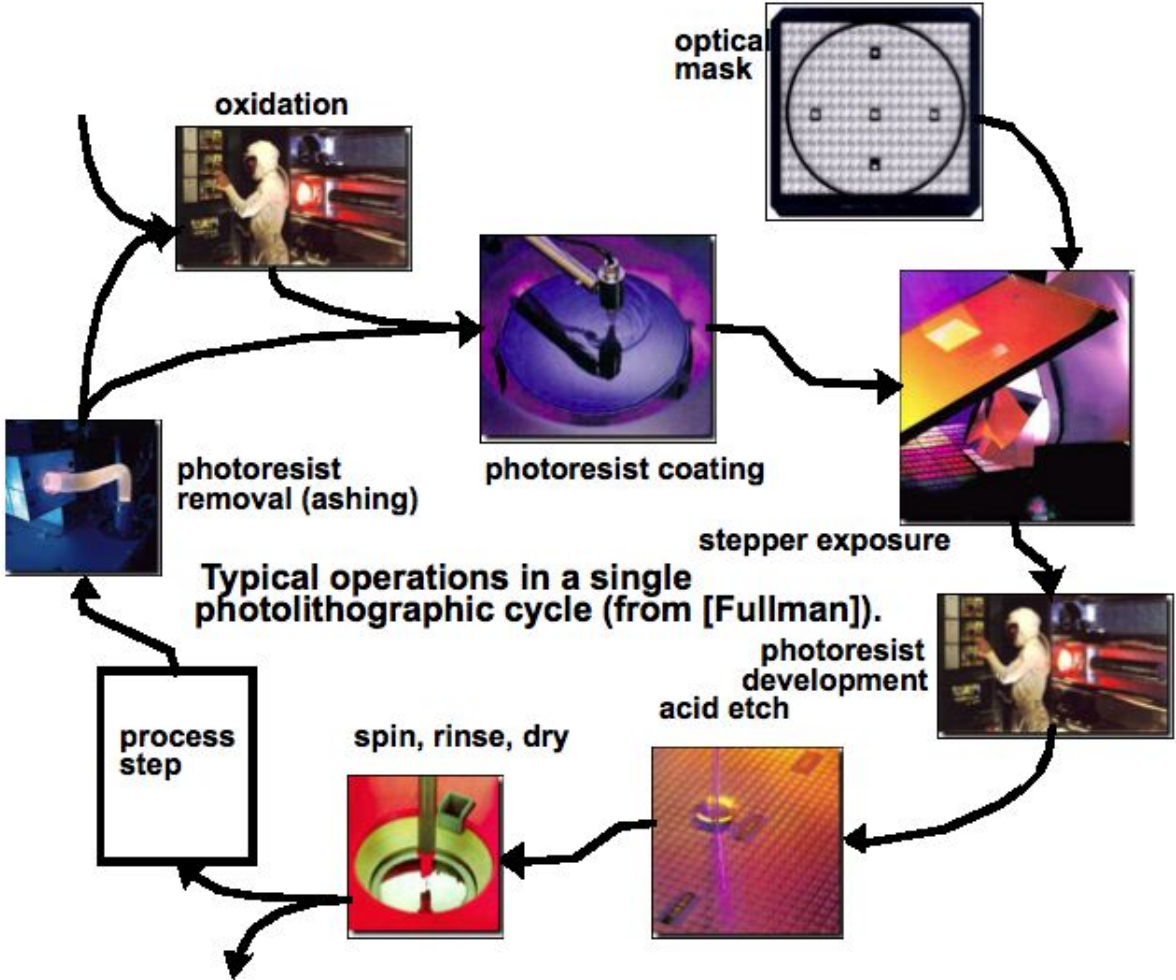 optical
mask
oxidation
photoresist
removal (ashing)
photoresist coating
stepper exposure
Typical operations in a single
photolithographic cycle (from [Fullman]).
photoresist
development
acid etch
process
step
spin, rinse, dry